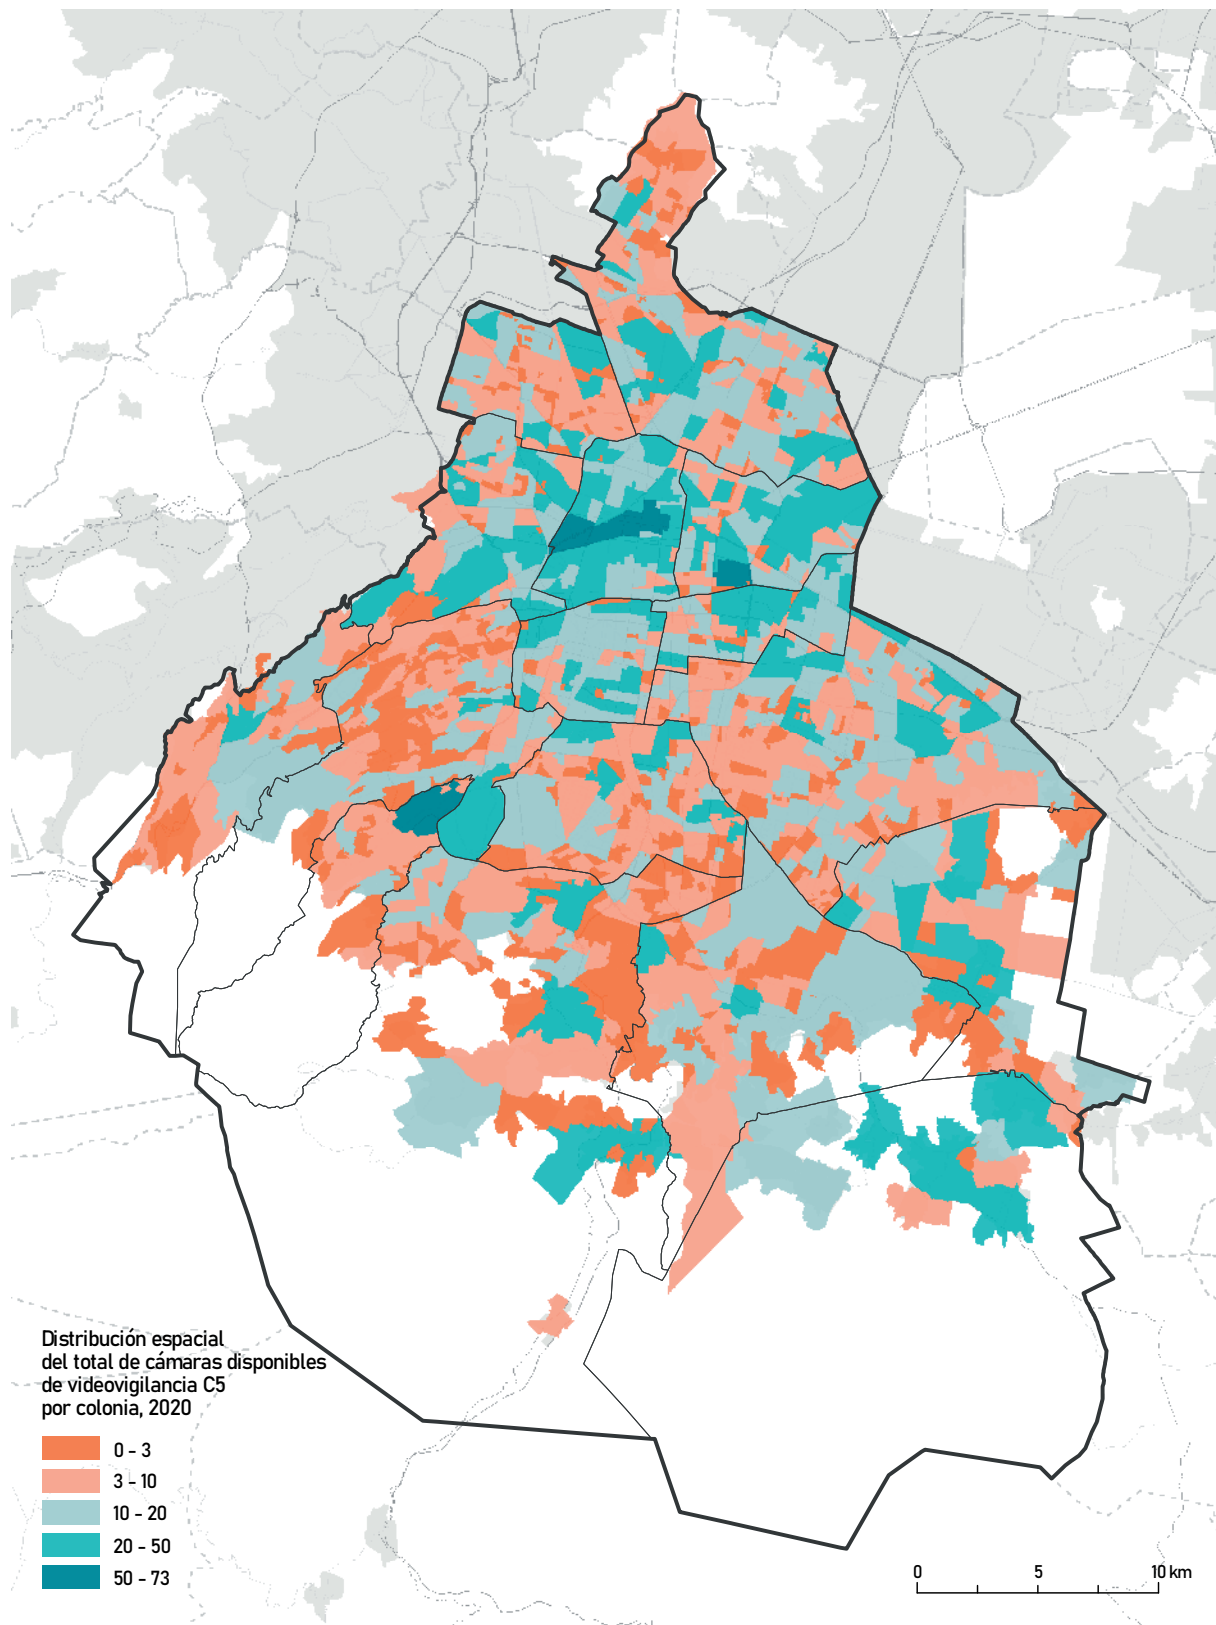 Distribución espacial
del total de cámaras disponibles
de videovigilancia C5
por colonia, 2020
0 - 3
3 - 10
10 - 20
20 - 50
50 - 73
0 5 10 km